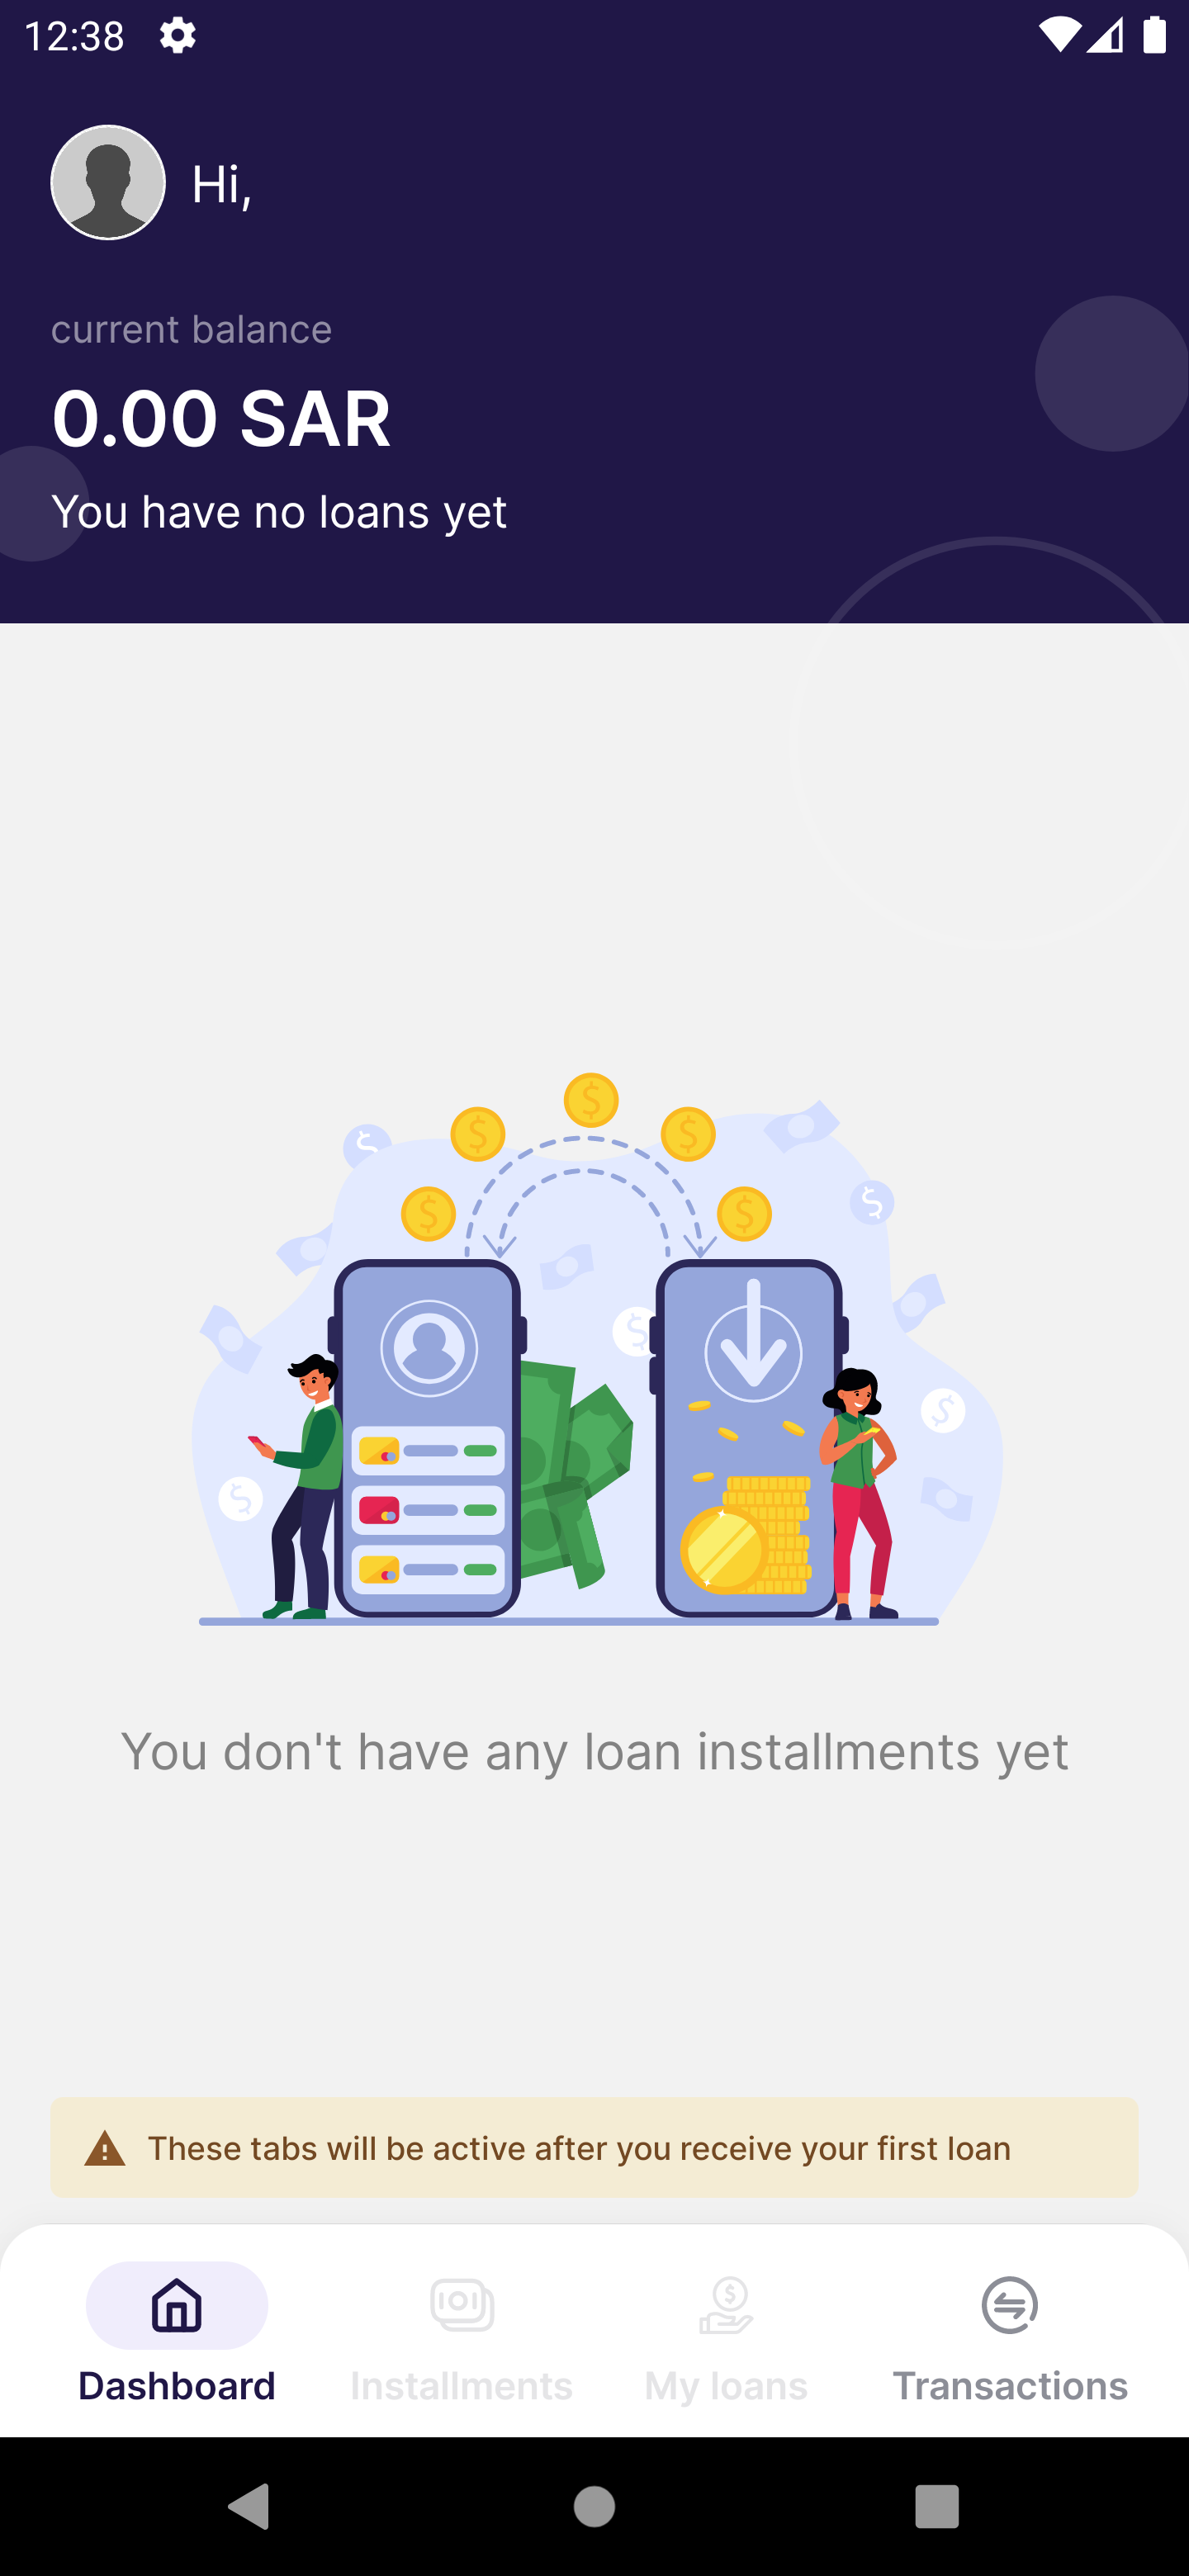 12:38
Hi,
current balance
0.00 SAR
You have no loans yet
You don't have any loan installments yet
These tabs will be active after you receive your first loan
Dashboard
Installments
My loans
Transactions